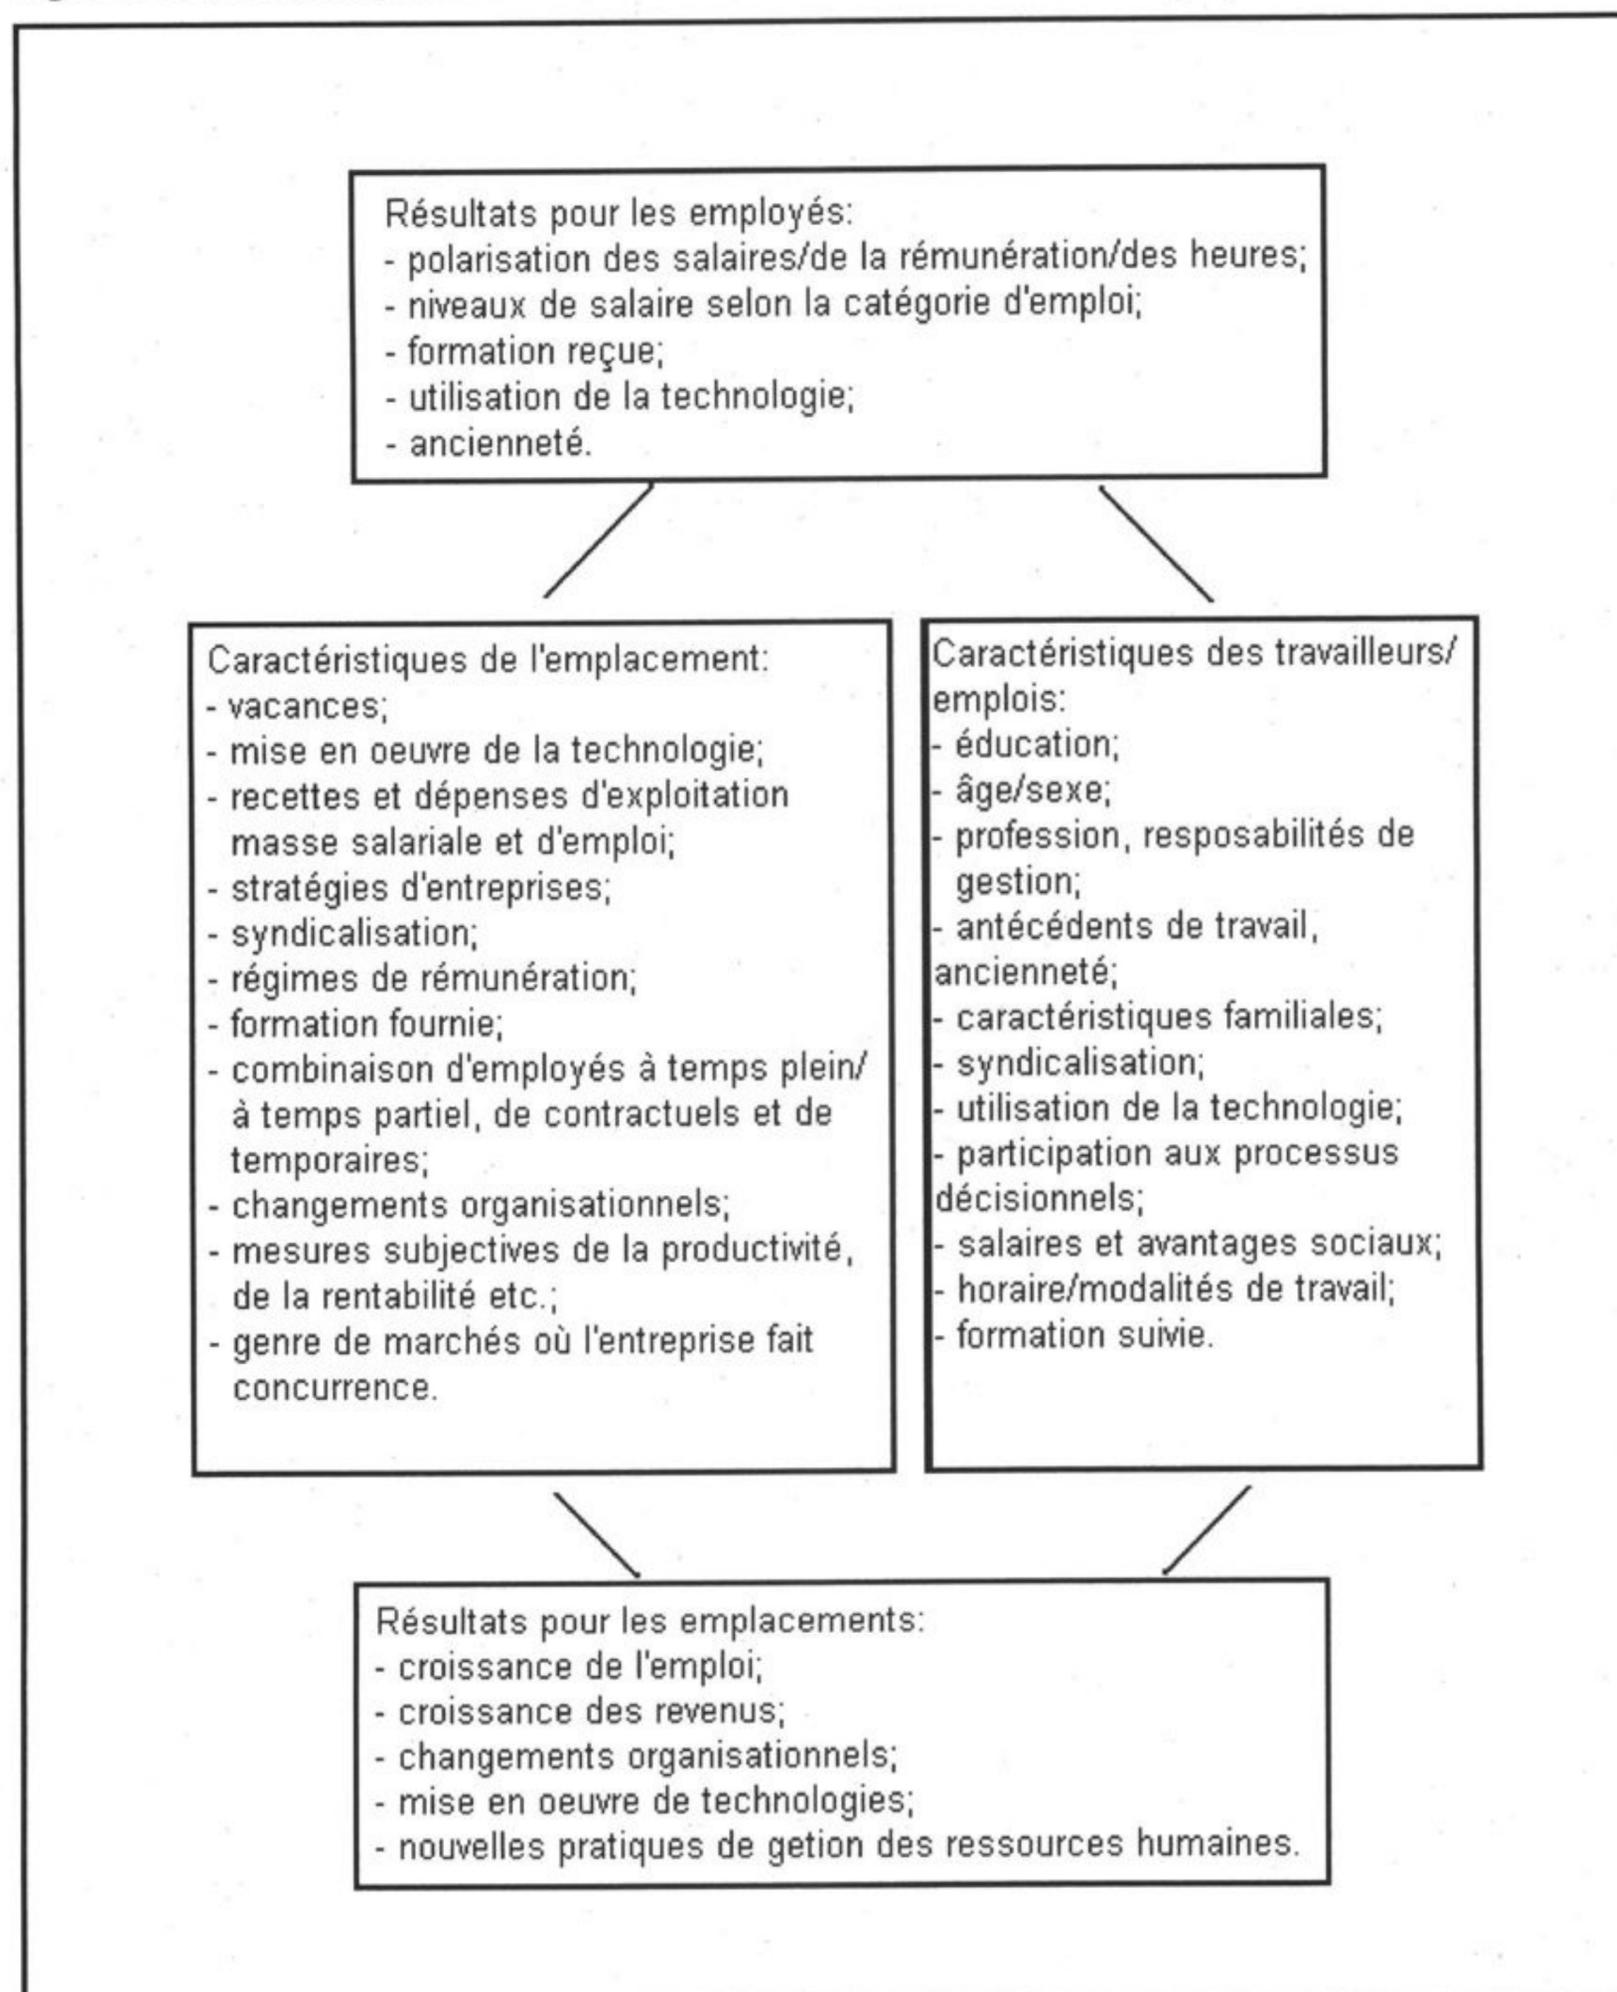 Résultats pour les employés:
- polarisation des salaires/de la rémunération/des heures;
- niveaux de salaire selon la catégorie d'emploi;
- formation reçue;
- utilisation de la technologie;
- ancienneté.
Caractéristiques de l'emplacement:
- vacances;
- mise en oeuvre de la technologie;
- recettes et dépenses d'exploitation
masse salariale et d'emploi;
- stratégies d'entreprises;
- syndicalisation;
- régimes de rémunération;
- formation fournie;
- combinaison d'employés à temps plein/
à temps partiel, de contractuels et de
temporaires;
- changements organisationnels;
- mesures subjectives de la productivité,
de la rentabilité etc.;
- genre de marchés où l'entreprise fait
concurrence.
Caractéristiques des travailleurs/
emplois:
- éducation;
- âge/sexe;
- profession, resposabilités de
gestion;
- antécédents de travail,
ancienneté;
- caractéristiques familiales;
- syndicalisation;
- utilisation de la technologie;
- participation aux processus
décisionnels;
- salaires et avantages sociaux;
- horaire/modalités de travail;
- formation suivie.
Résultats pour les emplacements:
- croissance de l'emploi;
- croissance des revenus;
- changements organisationnels;
- mise en oeuvre de technologies;
- nouvelles pratiques de getion des ressources humaines.